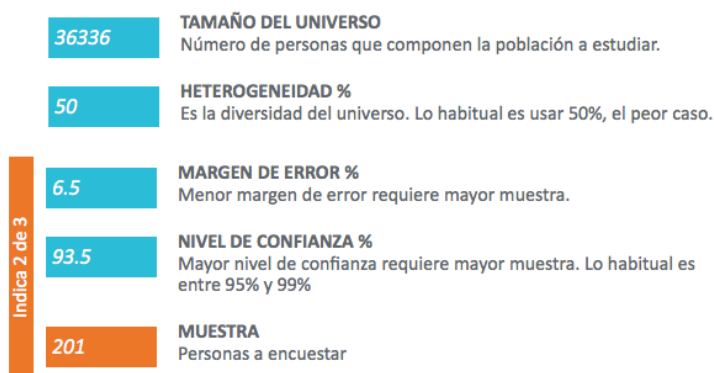 36336
TAMAÑO DEL UNIVERSO
Número de personas que componen la población a estudiar.
50
HETEROGENEIDAD %
Es la diversidad del universo. Lo habitual es usar 50%, el peor caso.
Indica 2 de 3
6.5
MARGEN DE ERROR %
Menor margen de error requiere mayor muestra.
93.5
NIVEL DE CONFIANZA %
Mayor nivel de confianza requiere mayor muestra. Lo habitual es
entre 95% y 99%
201
MUESTRA
Personas a encuestar